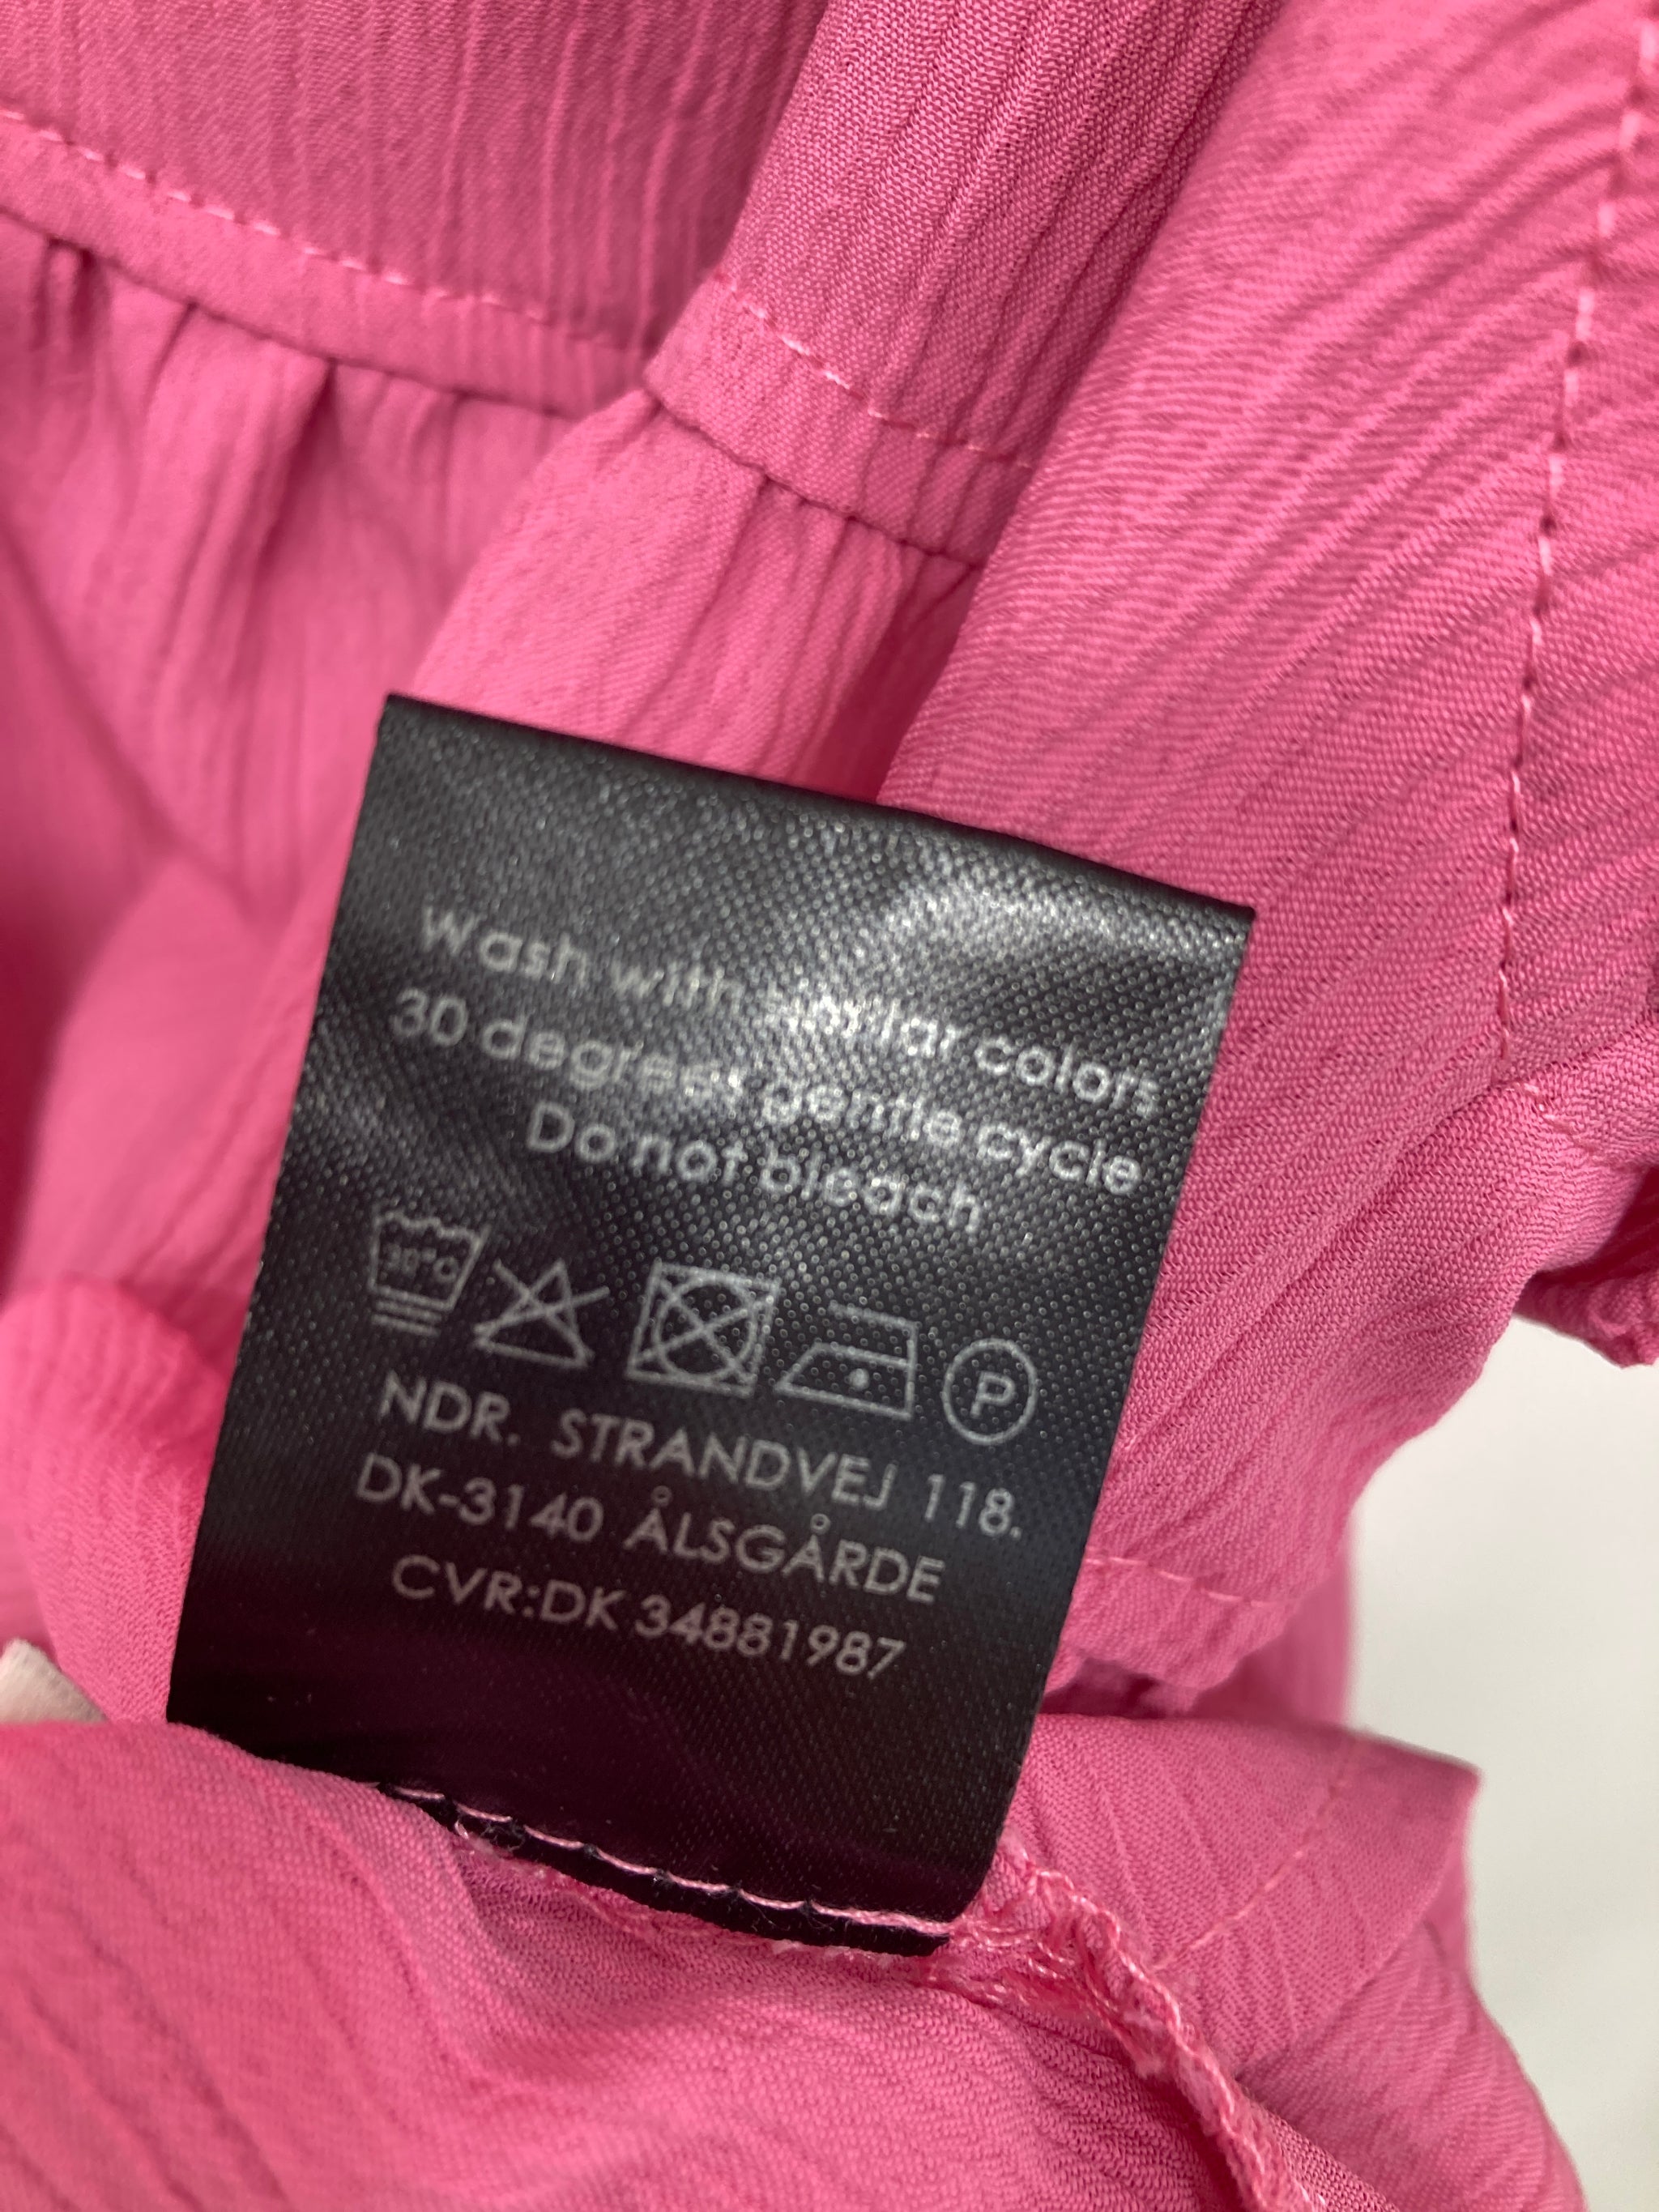 Wash with similar colors
30 degrees gentle cycle
Do not bleach
30°C
P
NDR. STRANDVEJ 118.
DK-3140 ÅLSGÅRDE
CVR:DK 34881987